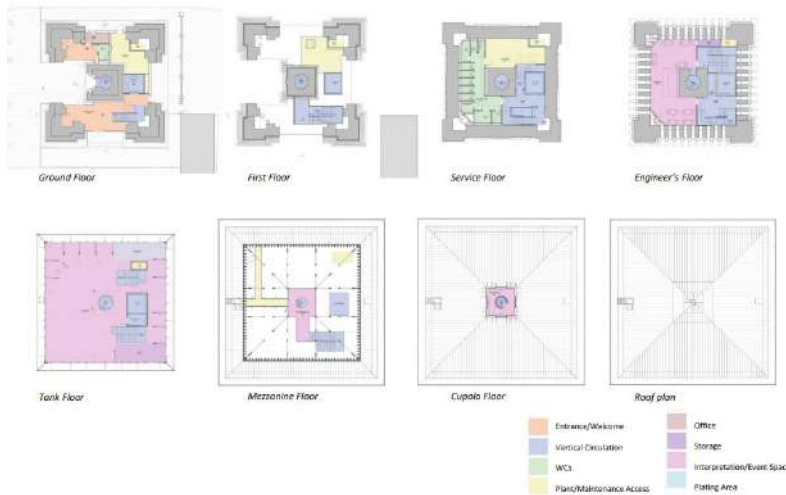 Ground Floor
First Floor
Service Floor
Engineer's Floor
Tank Floor
Mezzanine Floor
Cupola Floor
Roof plan
Entrance/Welcome
Vertical Circulation
WCs
Plant/Maintenance Access
Office
Storage
Interpretation/Event Spac
Plating Area